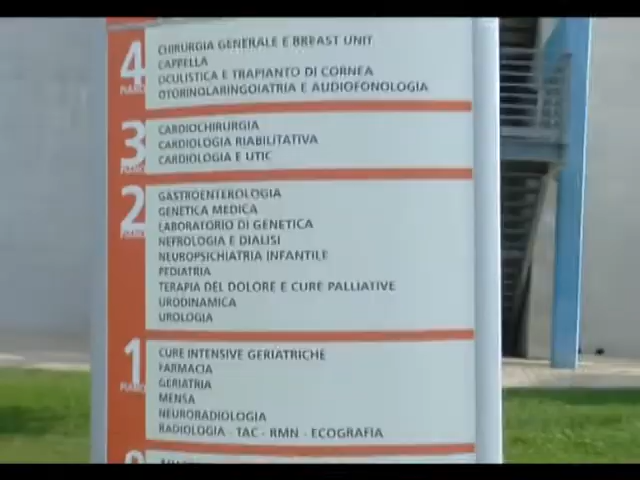 4 PIANO
CHIRURGIA GENERALE E BREAST UNIT
CAPPELLA
OCULISTICA E TRAPIANTO DI CORNEA
OTORINOLARINGOIATRIA E AUDIOFONOLOGIA
3 PIANO
CARDIOCHIRURGIA
CARDIOLOGIA RIABILITATIVA
CARDIOLOGIA E UTIC
2 PIANO
GASTROENTEROLOGIA
GENETICA MEDICA
LABORATORIO DI GENETICA
NEFROLOGIA E DIALISI
NEUROPSICHIATRIA INFANTILE
PEDIATRIA
TERAPIA DEL DOLORE E CURE PALLIATIVE
URODINAMICA
UROLOGIA
1 PIANO
CURE INTENSIVE GERIATRICHE
FARMACIA
GERIATRIA
MENSA
NEURORADIOLOGIA
RADIOLOGIA - TAC - RMN - ECOGRAFIA